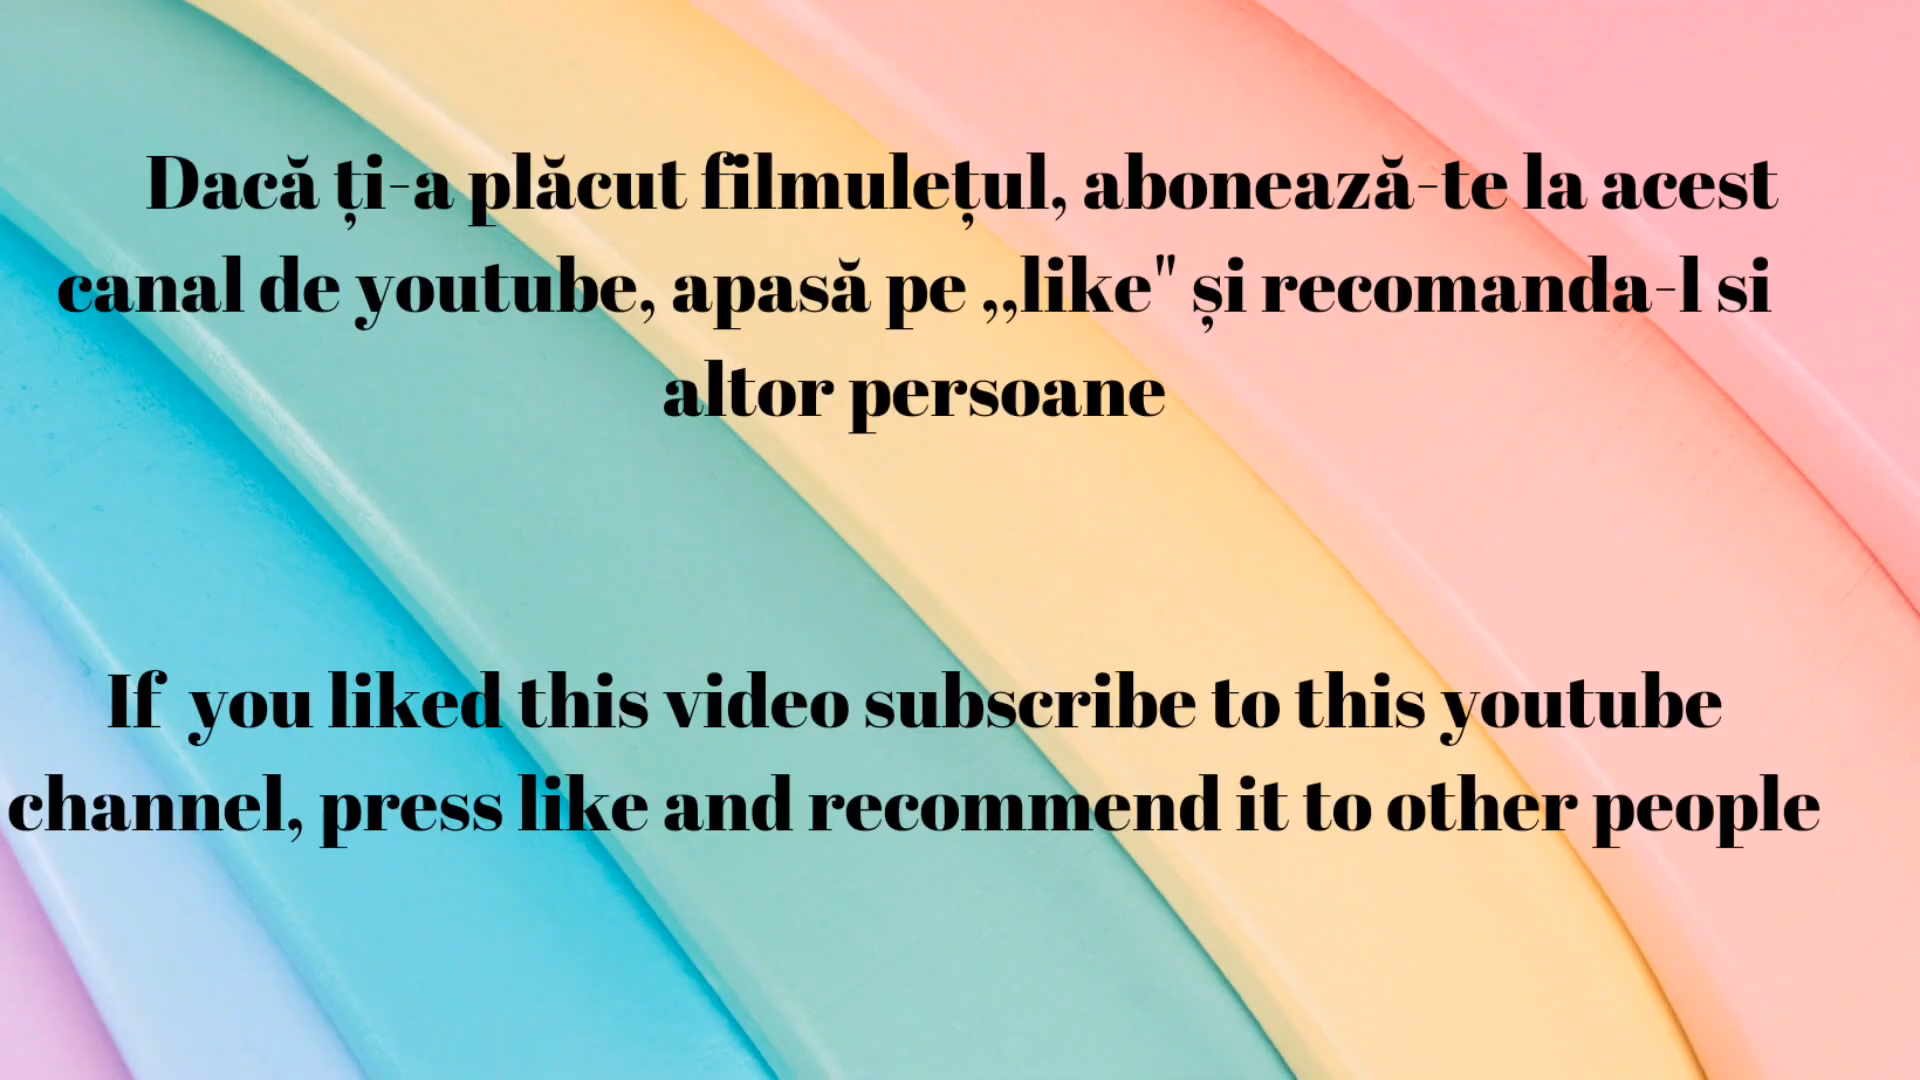 Dacă ți-a plăcut filmulețul, abonează-te la acest
canal de youtube, apasă pe ,,like" și recomanda-l si
altor persoane
If you liked this video subscribe to this youtube
channel, press like and recommend it to other people